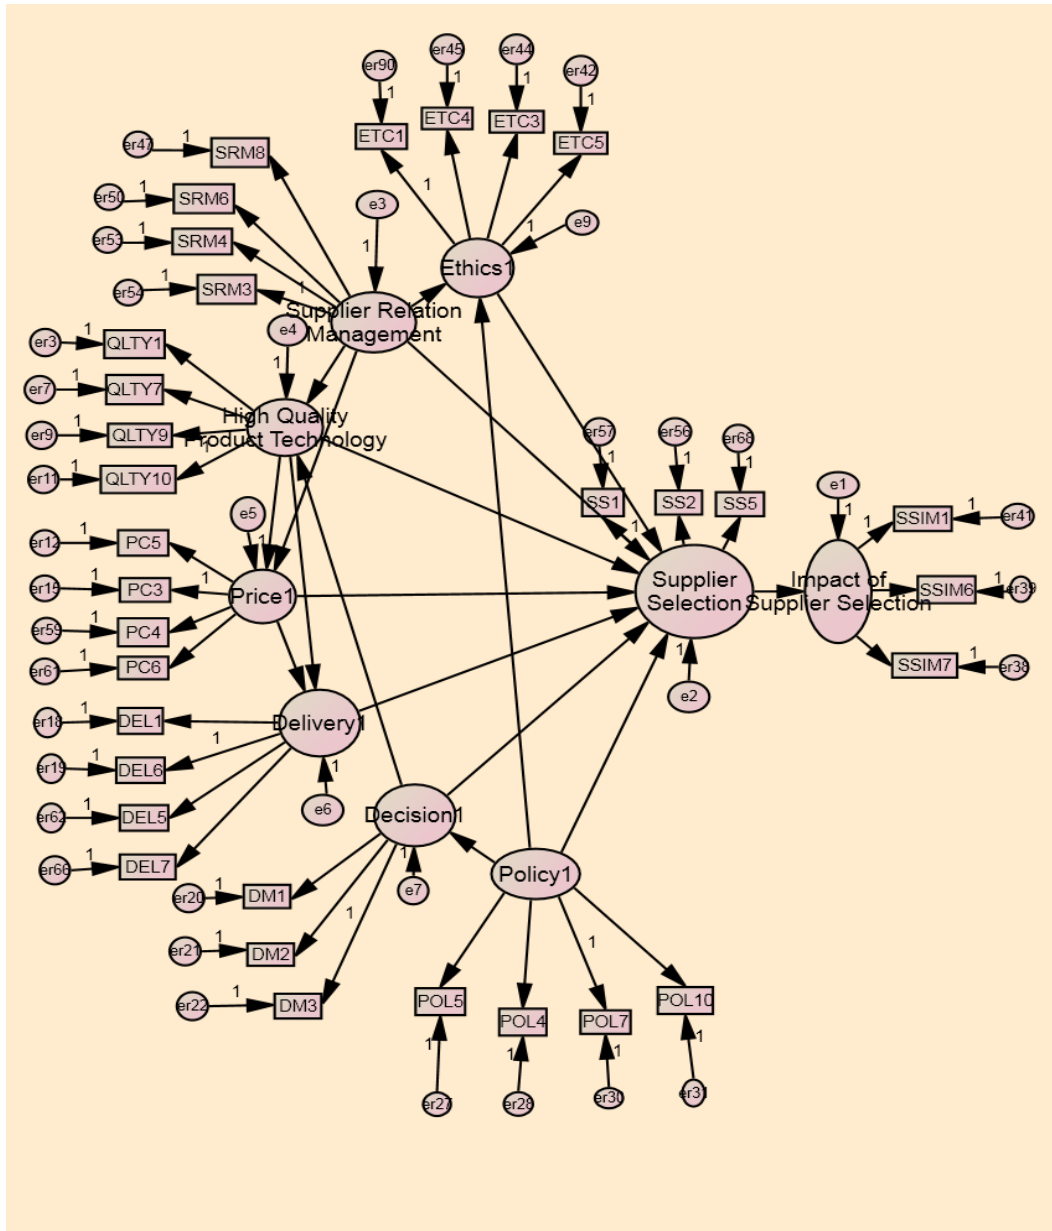 er90
er45
er44
er42
1
1
1
1
ETC1
ETC4
ETC3
ETC5
er47
1
SRM8
er50
1
SRM6
er53
1
SRM4
er54
1
SRM3
1
e3
1
1
e9
1
Ethics1
Supplier Relation
Management
e4
1
er3
1
QLTY1
er7
1
QLTY7
er9
1
QLTY9
er11
1
QLTY10
1
High Quality
Product Technology
er57
er56
er68
1
1
1
SS1
SS2
SS5
1
e5
1
er12
1
PC5
er15
1
PC3
1
er59
1
PC4
er61
1
PC6
Price1
Supplier
Selection
1
e2
e1
1
Impact of
Supplier Selection
1
SSIM1
1
er41
SSIM6
1
er39
SSIM7
1
er38
er18
1
DEL1
er19
1
DEL6
1
er62
1
DEL5
er66
1
DEL7
Delivery1
1
e6
Decision1
1
e7
er20
1
DM1
er21
1
DM2
1
er22
1
DM3
Policy1
1
POL5
POL4
POL7
POL10
1
1
1
1
er27
er28
er30
er31